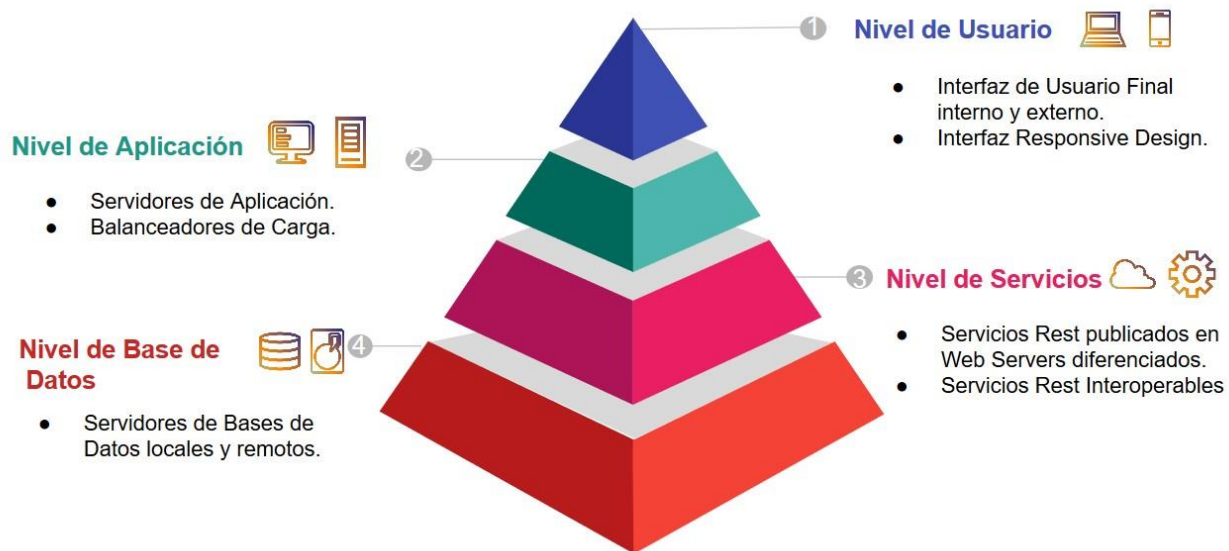 1
Nivel de Usuario
● Interfaz de Usuario Final
interno y externo.
● Interfaz Responsive Design.
Nivel de Aplicación
2
● Servidores de Aplicación.
● Balanceadores de Carga.
3
Nivel de Servicios
● Servicios Rest publicados en
Web Servers diferenciados.
● Servicios Rest Interoperables
Nivel de Base de
Datos
4
● Servidores de Bases de
Datos locales y remotos.